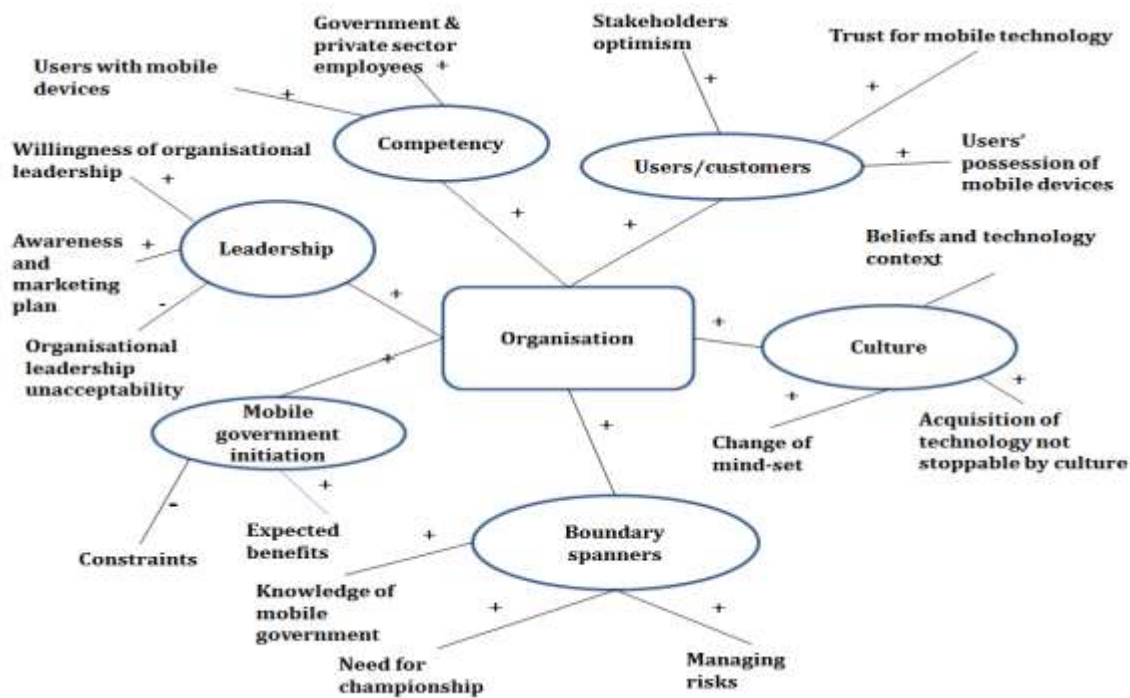 Government &
private sector
employees
+
Stakeholders
optimism
+
Trust for mobile technology
+
Users with mobile
devices
+
Competency
+
Users/customers
+
+
Users'
possession of
mobile devices
Willingness of organisational
leadership
+
Leadership
+
Awareness
and
marketing
plan
+
-
Organisational
leadership
unacceptability
Organisation
+
Beliefs and technology
context
-
Culture
+
Change of
mind-set
+
Acquisition of
technology not
stoppable by culture
+
Mobile
government
initiation
-
Constraints
+
Expected
benefits
+
Boundary
spanners
+
Knowledge of
mobile
government
+
Need for
championship
+
Managing
risks